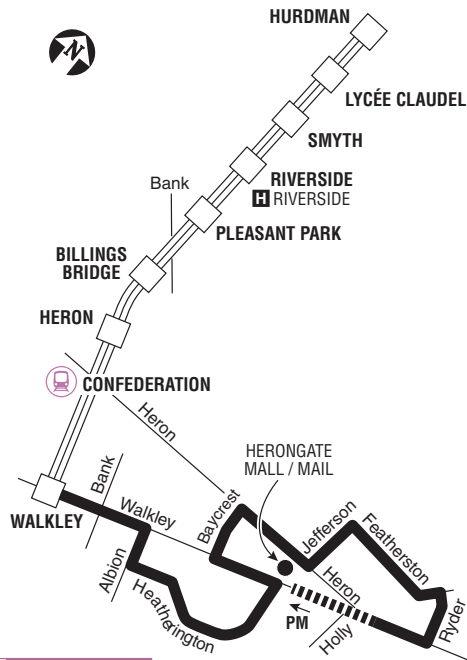 HURDMAN
N
LYCÉE CLAUDEL
SMYTH
RIVERSIDE
H RIVERSIDE
Bank
PLEASANT PARK
BILLINGS
BRIDGE
HERON
CONFEDERATION
Heron
HERONGATE
MALL / MAIL
WALKLEY
Bank
Walkley
Baycrest
Jefferson
Featherston
Albion
Heatherington
Heron
PM
Holly
Ryder